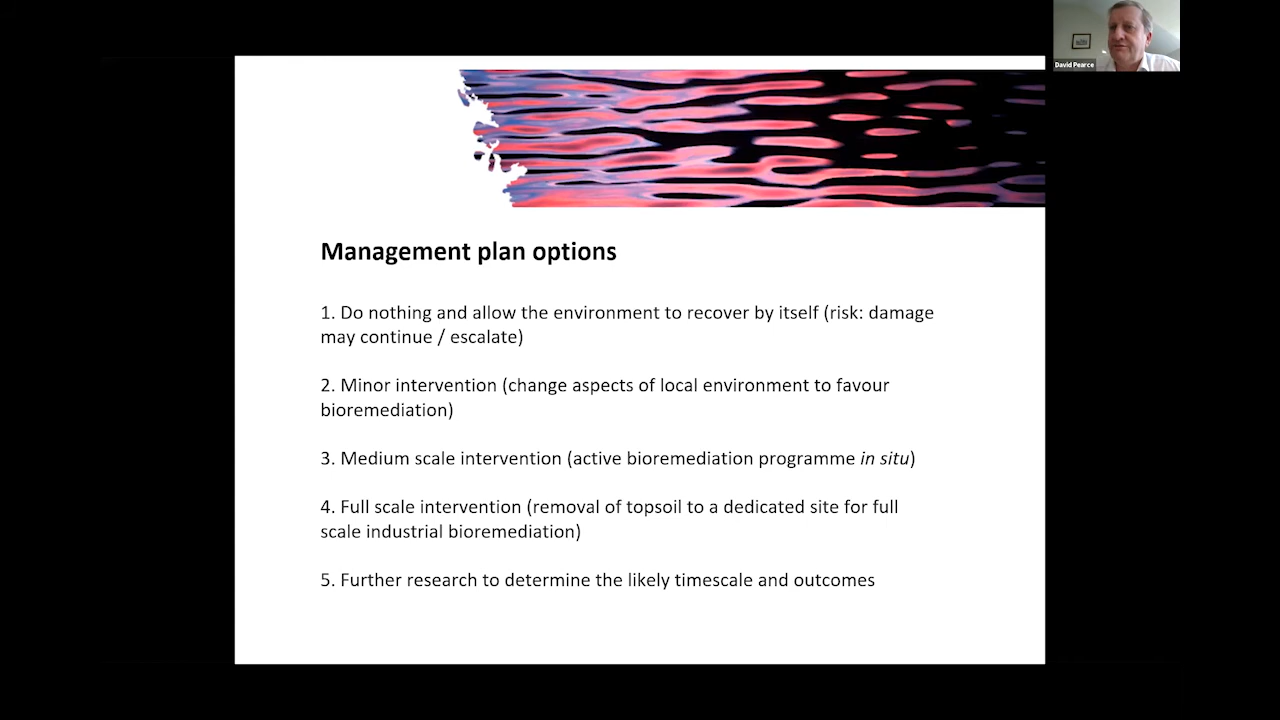 David Pearce
Management plan options
1. Do nothing and allow the environment to recover by itself (risk: damage
may continue / escalate)
2. Minor intervention (change aspects of local environment to favour
bioremediation)
3. Medium scale intervention (active bioremediation programme in situ)
4. Full scale intervention (removal of topsoil to a dedicated site for full
scale industrial bioremediation)
5. Further research to determine the likely timescale and outcomes